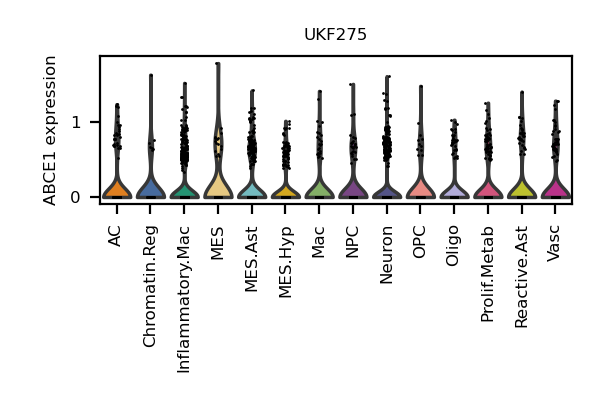 UKF275
ABCE1 expression
1
0
AC
Chromatin.Reg
Inflammatory.Mac
MES
MES.Ast
MES.Hyp
Mac
NPC
Neuron
OPC
Oligo
Prolif.Metab
Reactive.Ast
Vasc